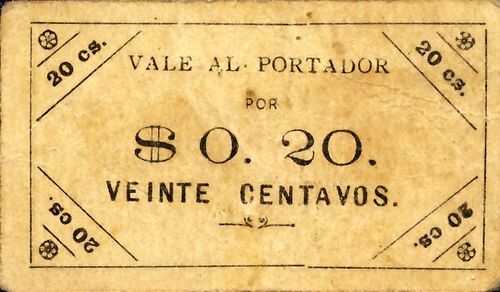 20 cs.
20 cs.
VALE AL PORTADOR
POR
$ 0. 20.
VEINTE CENTAVOS.
20 cs.
20 cs.